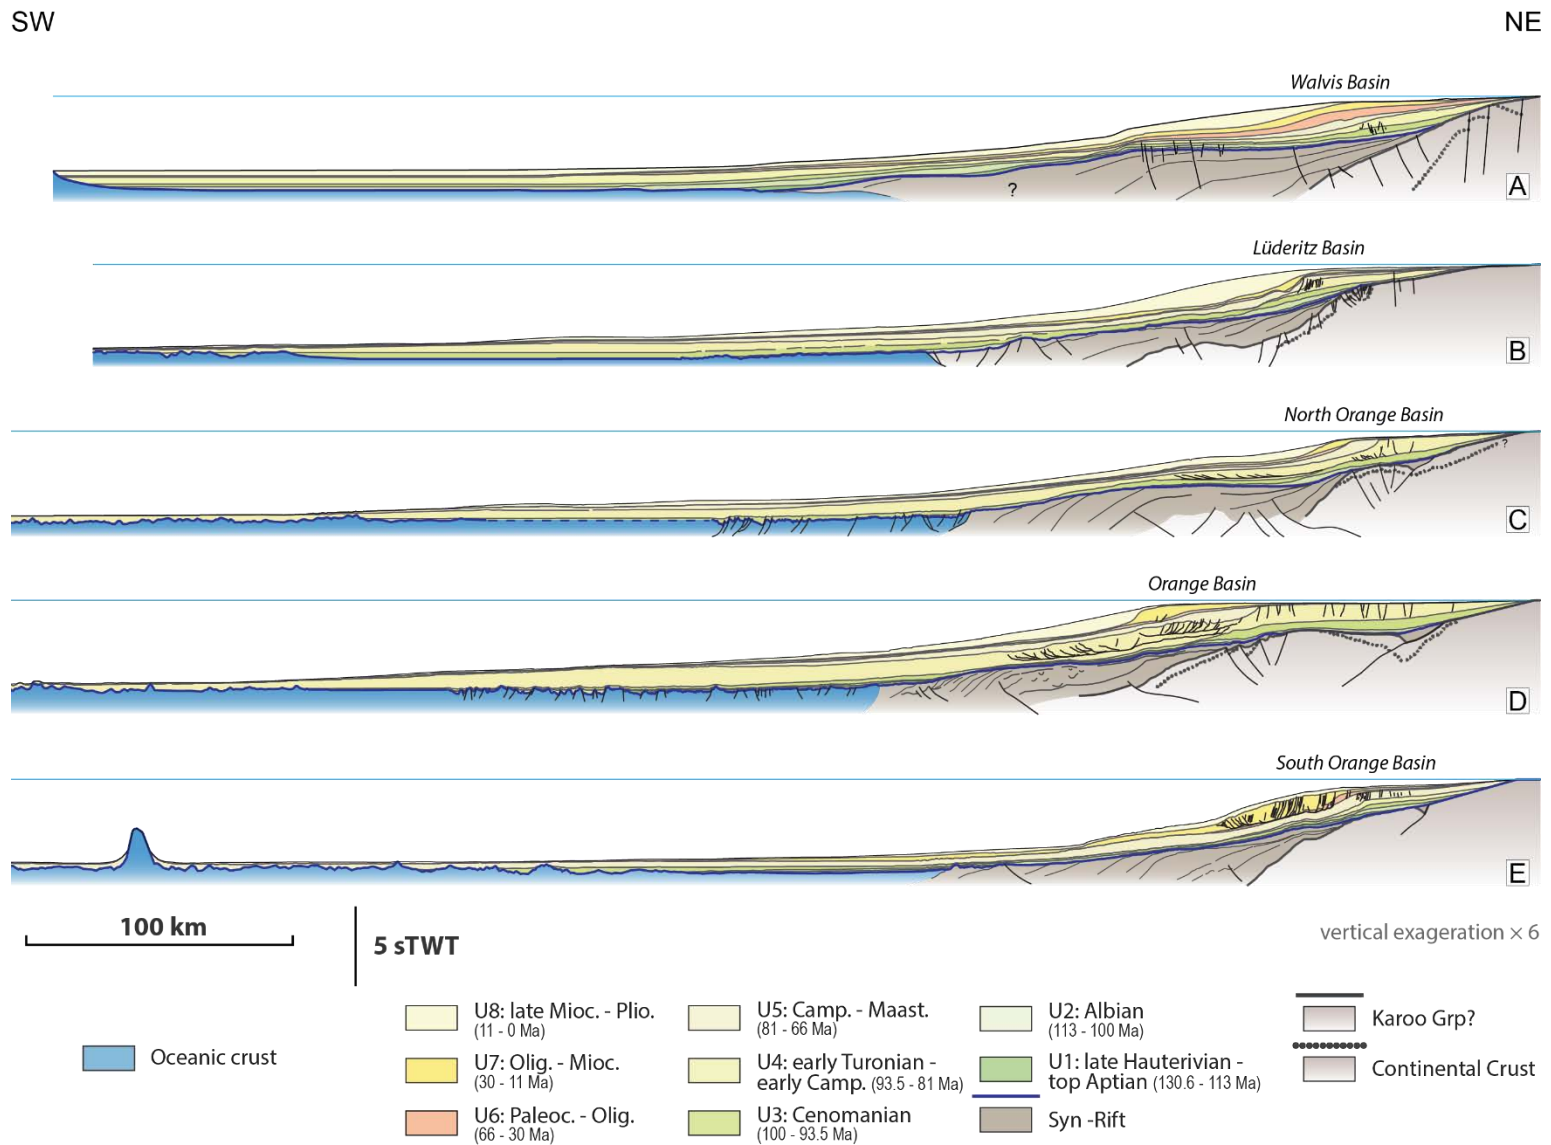 SW
NE
Walvis Basin
?
A
Lüderitz Basin
B
North Orange Basin
?
C
Orange Basin
D
South Orange Basin
E
100 km
5 sTWT
vertical exageration × 6
Oceanic crust
U8: late Mioc. - Plio.
(11 - 0 Ma)
U7: Olig. - Mioc.
(30 - 11 Ma)
U6: Paleoc. - Olig.
(66 - 30 Ma)
U5: Camp. - Maast.
(81 - 66 Ma)
U4: early Turonian -
early Camp. (93.5 - 81 Ma)
U3: Cenomanian
(100 - 93.5 Ma)
U2: Albian
(113 - 100 Ma)
U1: late Hauterivian -
top Aptian (130.6 - 113 Ma)
Syn -Rift
Karoo Grp?
Continental Crust